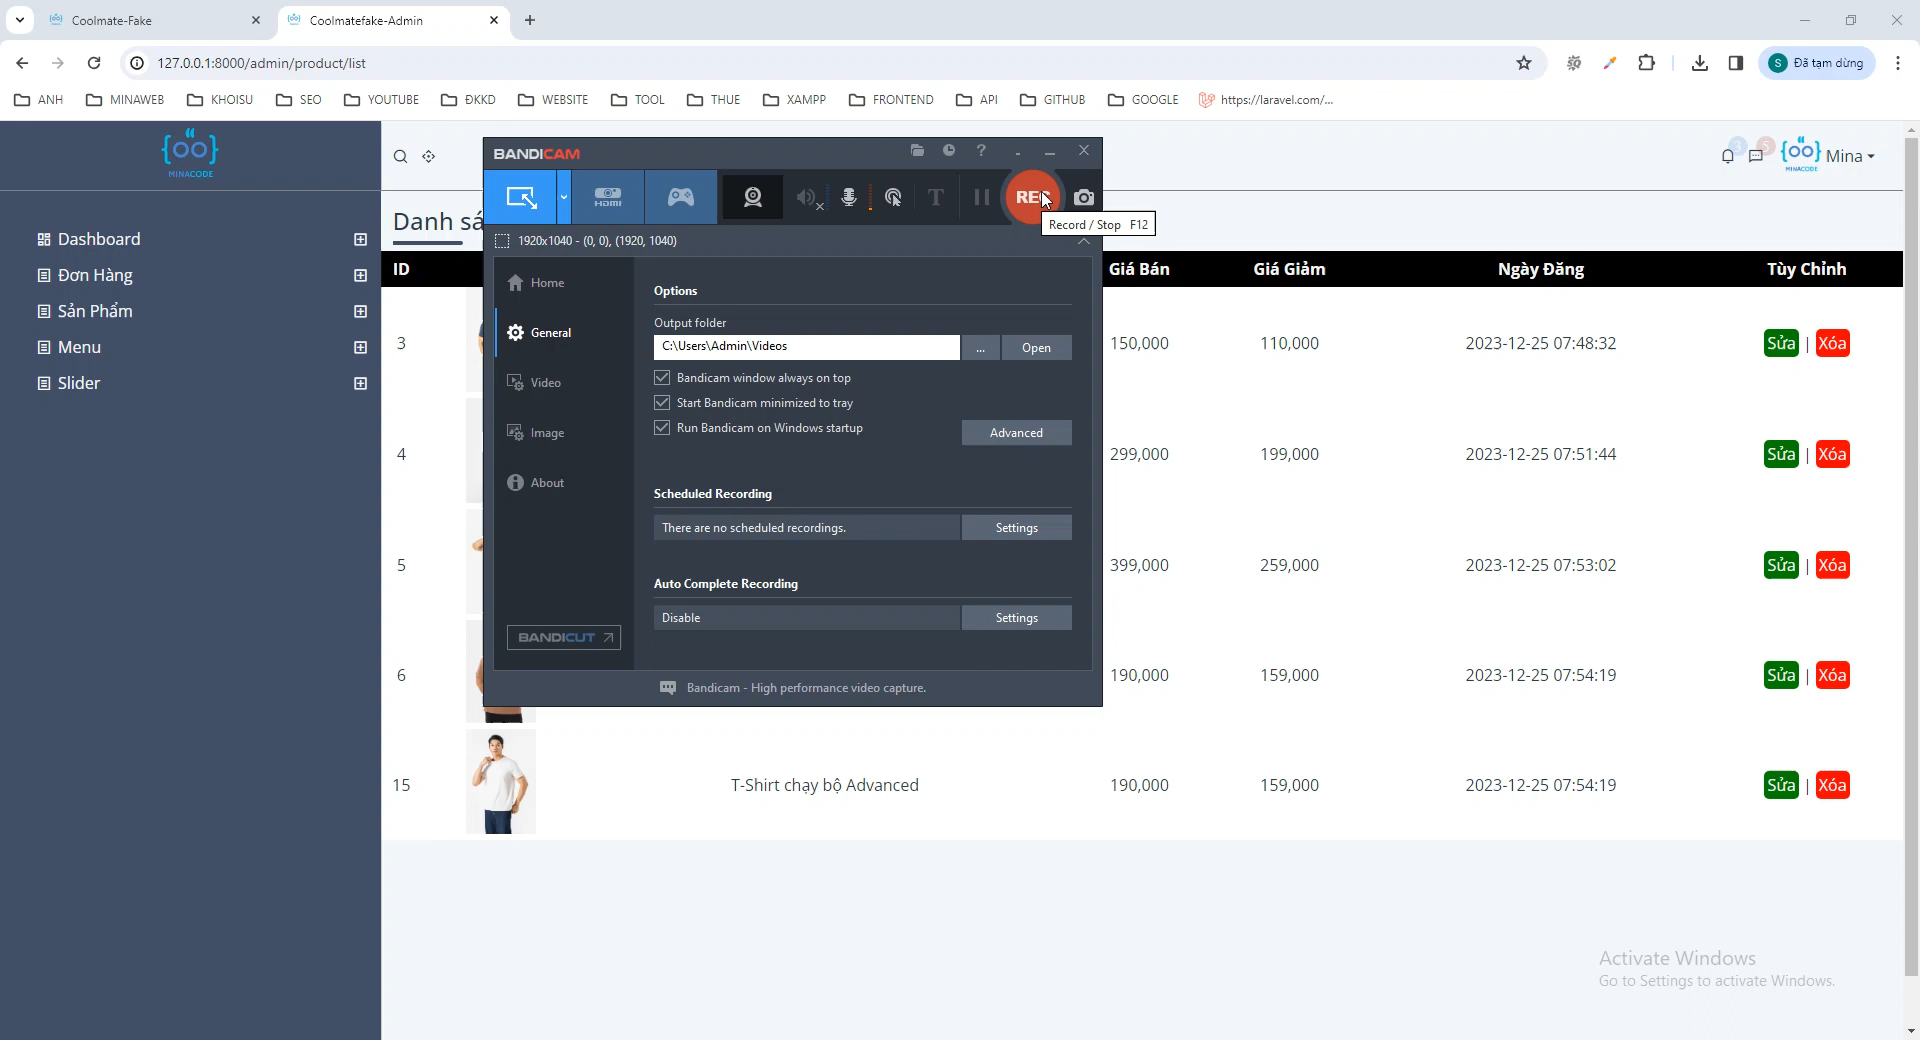 Coolmate-Fake
Coolmatefake-Admin
127.0.0.1:8000/admin/product/list
Đã tạm dừng
S
ANH
MINAWEB
KHOISU
SEO
YOUTUBE
ĐKKD
WEBSITE
TOOL
THUE
XAMPP
FRONTEND
API
GITHUB
GOOGLE
https://laravel.com/...
MINACODE
3
5
MINACODE
Mina
Dashboard
Đơn Hàng
Sản Phẩm
Menu
Slider
Danh sá
ID
Giá Bán
Giá Giảm
Ngày Đăng
Tùy Chỉnh
3
150,000
110,000
2023-12-25 07:48:32
Sửa | Xóa
4
299,000
199,000
2023-12-25 07:51:44
Sửa | Xóa
5
399,000
259,000
2023-12-25 07:53:02
Sửa | Xóa
6
190,000
159,000
2023-12-25 07:54:19
Sửa | Xóa
15
T-Shirt chạy bộ Advanced
190,000
159,000
2023-12-25 07:54:19
Sửa | Xóa
BANDICAM
HDMI
T
REC
Record / Stop F12
1920x1040 - (0, 0), (1920, 1040)
Home
General
Video
Image
About
BANDICUT
Options
Output folder
C:\Users\Admin\Videos
...
Open
Bandicam window always on top
Start Bandicam minimized to tray
Run Bandicam on Windows startup
Advanced
Scheduled Recording
There are no scheduled recordings.
Settings
Auto Complete Recording
Disable
Settings
Bandicam - High performance video capture.
Activate Windows
Go to Settings to activate Windows.